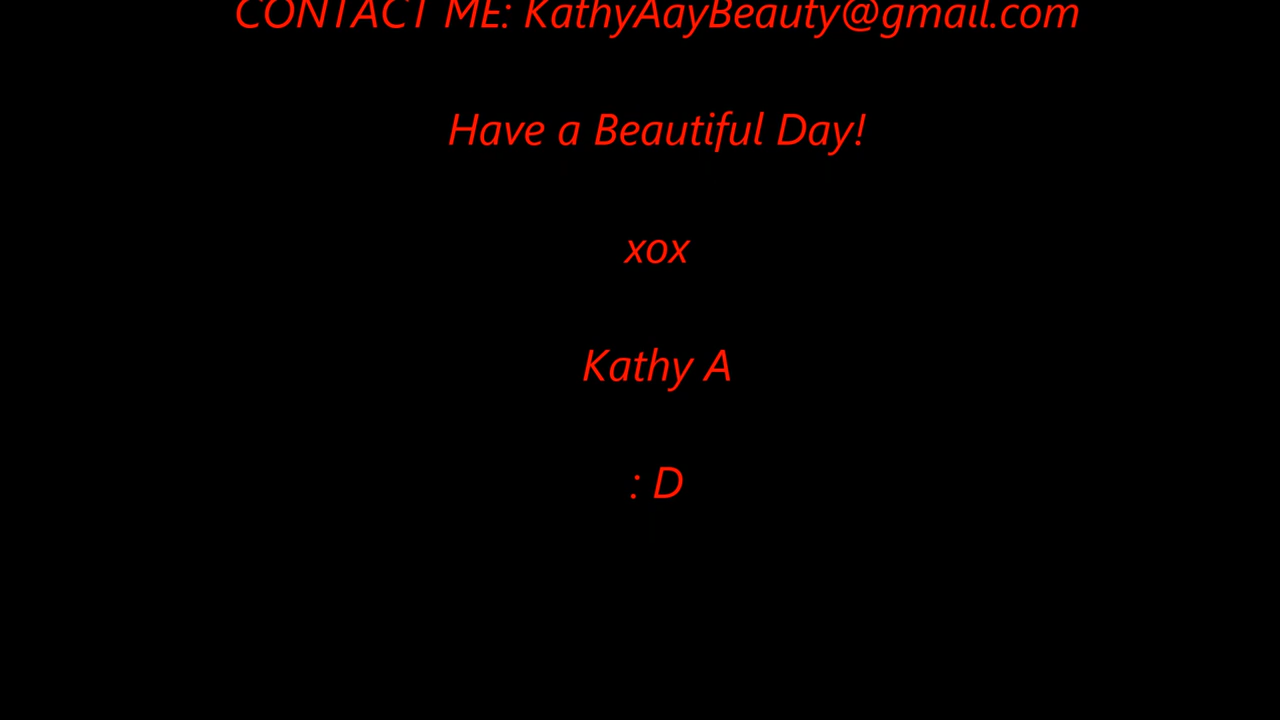 CONTACT ME: KathyAayBeauty@gmail.com
Have a Beautiful Day!
xox
Kathy A
: D